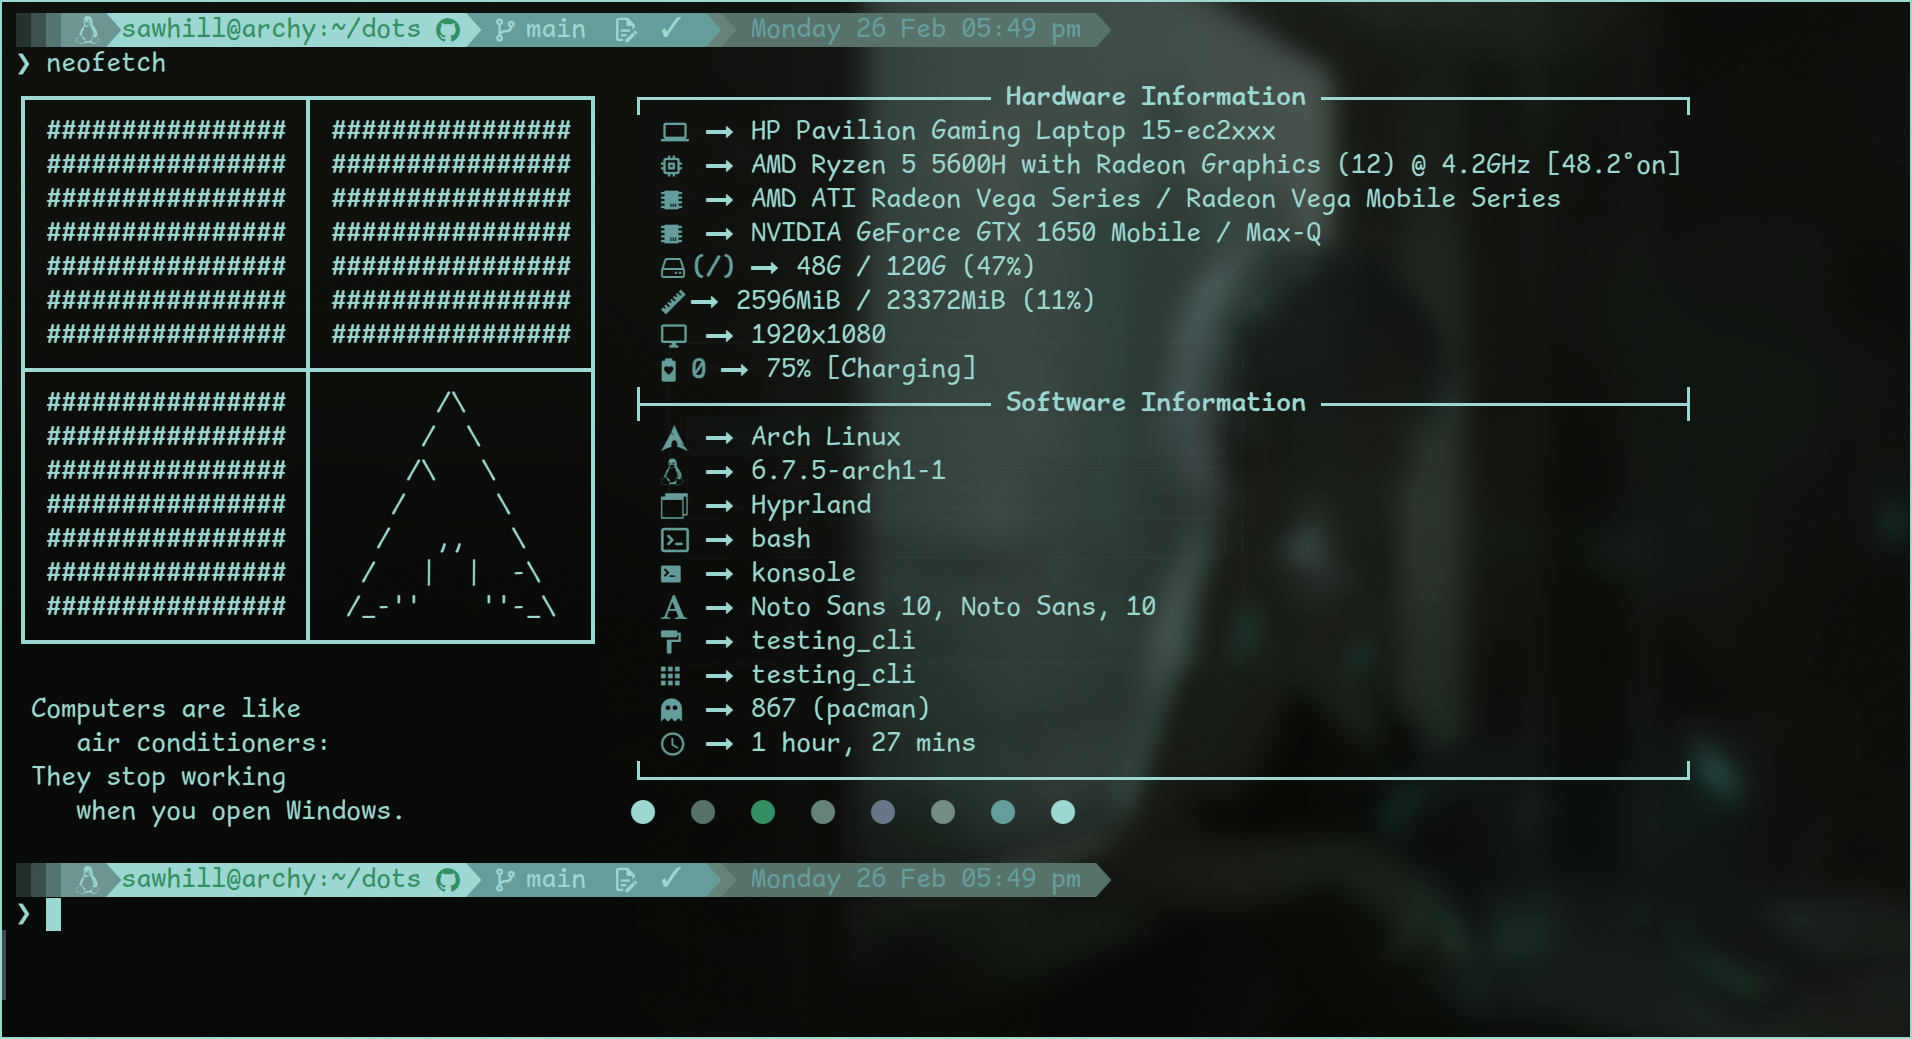 sawhill@archy:~/dots main ✓ Monday 26 Feb 05:49 pm
❯ neofetch
################ ################
################ ################
################ ################
################ ################
################ ################
################ ################
################ ################
################ /\
################ / \
################ /\ \
################ / \
################ / ,, \
################ / | | -\
################ /_-'' ''-_\
Computers are like
air conditioners:
They stop working
when you open Windows.
Hardware Information
→ HP Pavilion Gaming Laptop 15-ec2xxx
→ AMD Ryzen 5 5600H with Radeon Graphics (12) @ 4.2GHz [48.2°on]
→ AMD ATI Radeon Vega Series / Radeon Vega Mobile Series
→ NVIDIA GeForce GTX 1650 Mobile / Max-Q
(/) → 48G / 120G (47%)
→ 2596MiB / 23372MiB (11%)
→ 1920x1080
0 → 75% [Charging]
Software Information
→ Arch Linux
→ 6.7.5-arch1-1
→ Hyprland
→ bash
→ konsole
→ Noto Sans 10, Noto Sans, 10
→ testing_cli
→ testing_cli
→ 867 (pacman)
→ 1 hour, 27 mins
sawhill@archy:~/dots main ✓ Monday 26 Feb 05:49 pm
❯